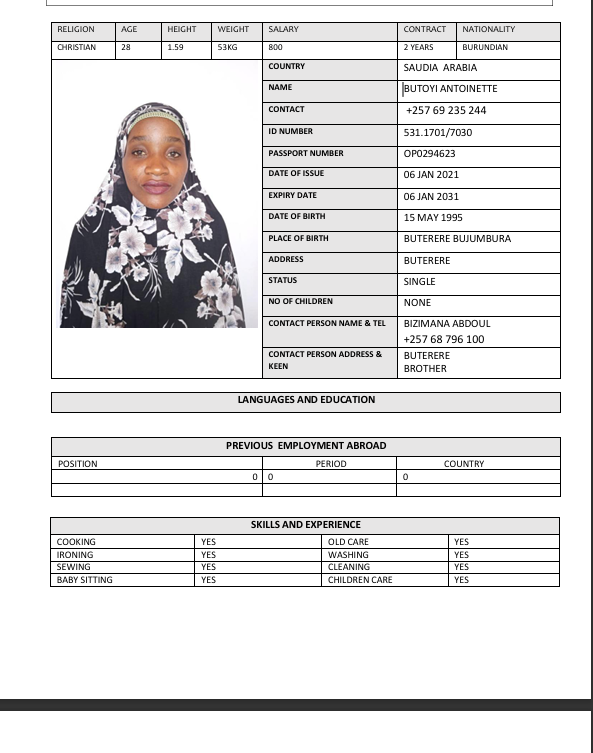 RELIGION AGE HEIGHT WEIGHT SALARY CONTRACT NATIONALITY
CHRISTIAN 28 1.59 53KG 800 2 YEARS BURUNDIAN
COUNTRY SAUDIA ARABIA
NAME BUTOYI ANTOINETTE
CONTACT +257 69 235 244
ID NUMBER 531.1701/7030
PASSPORT NUMBER OP0294623
DATE OF ISSUE 06 JAN 2021
EXPIRY DATE 06 JAN 2031
DATE OF BIRTH 15 MAY 1995
PLACE OF BIRTH BUTERERE BUJUMBURA
ADDRESS BUTERERE
STATUS SINGLE
NO OF CHILDREN NONE
CONTACT PERSON NAME & TEL BIZIMANA ABDOUL
+257 68 796 100
CONTACT PERSON ADDRESS & BUTERERE
KEEN BROTHER
LANGUAGES AND EDUCATION
PREVIOUS EMPLOYMENT ABROAD
POSITION PERIOD COUNTRY
0 0 0
SKILLS AND EXPERIENCE
COOKING YES OLD CARE YES
IRONING YES WASHING YES
SEWING YES CLEANING YES
BABY SITTING YES CHILDREN CARE YES